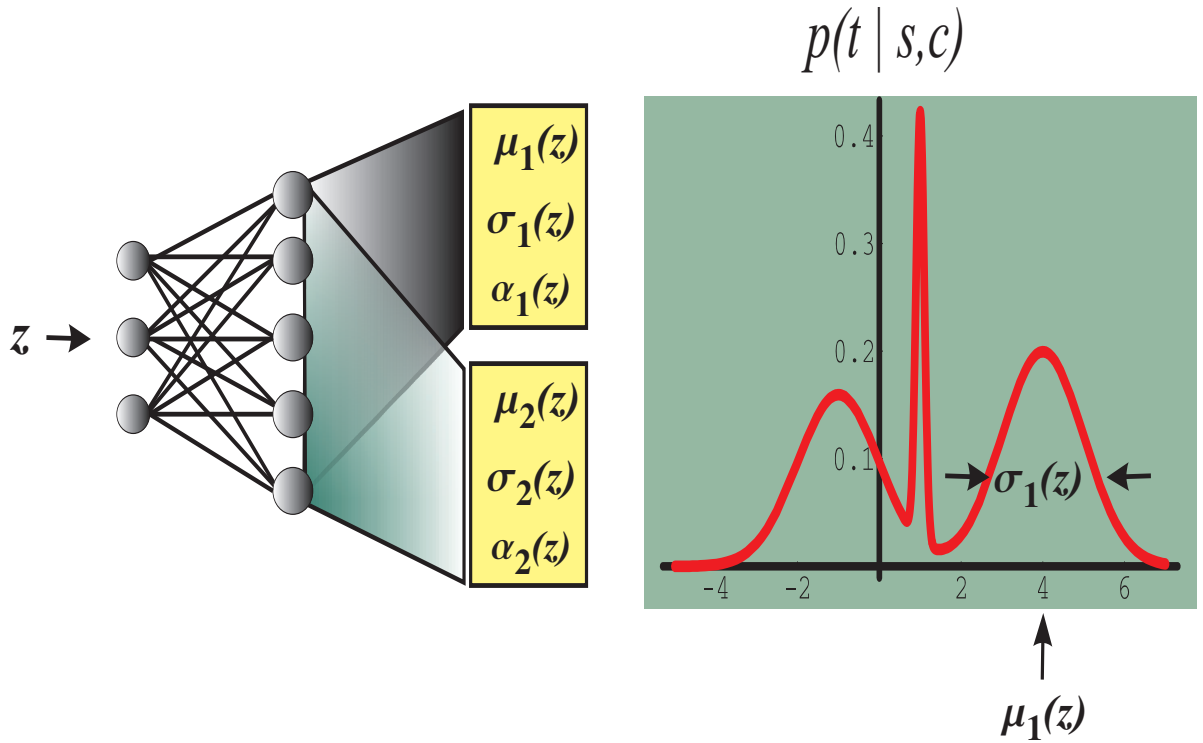 z
μ1(z)
σ1(z)
α1(z)
μ2(z)
σ2(z)
α2(z)
p(t | s,c)
0.4
0.3
0.2
0.1
σ1(z)
-4 -2 2 4 6
μ1(z)